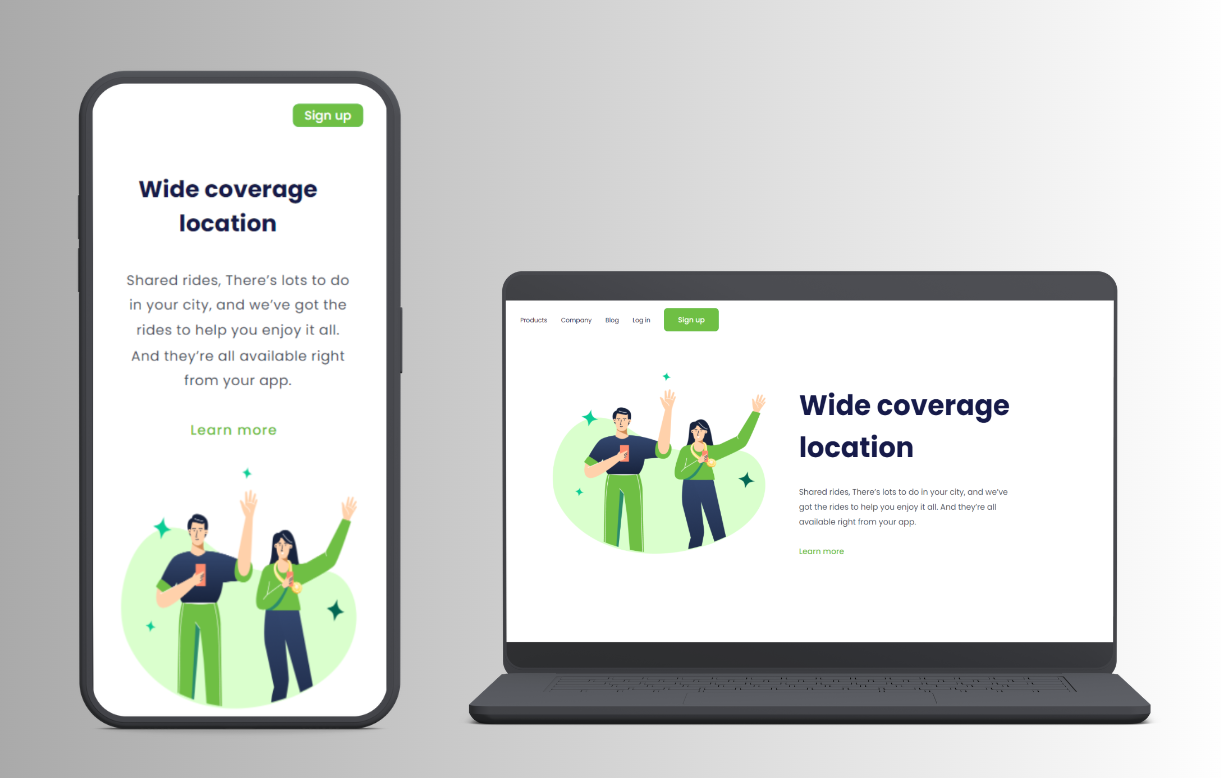 Sign up
Wide coverage
location
Shared rides, There's lots to do
in your city, and we've got the
rides to help you enjoy it all.
And they're all available right
from your app.
Learn more
Products Company Blog Log in Sign up
Wide coverage
location
Shared rides, There's lots to do in your city, and we've
got the rides to help you enjoy it all. And they're all
available right from your app.
Learn more